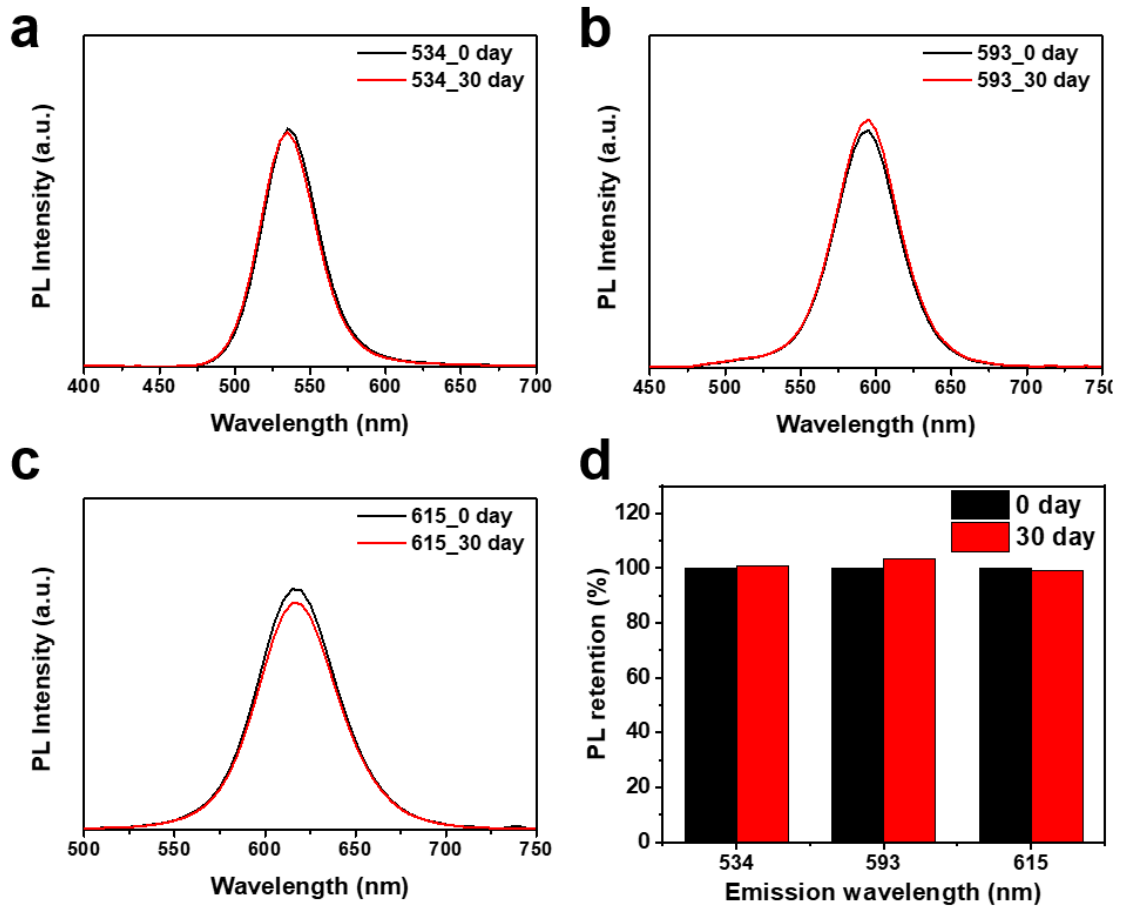 a
534_0 day
534_30 day
PL Intensity (a.u.)
400 450 500 550 600 650 700
Wavelength (nm)
b
593_0 day
593_30 day
PL Intensity (a.u.)
450 500 550 600 650 700 750
Wavelength (nm)
c
615_0 day
615_30 day
PL Intensity (a.u.)
500 550 600 650 700 750
Wavelength (nm)
d
0 day
30 day
PL retention (%)
120
100
80
60
40
20
0
534 593 615
Emission wavelength (nm)